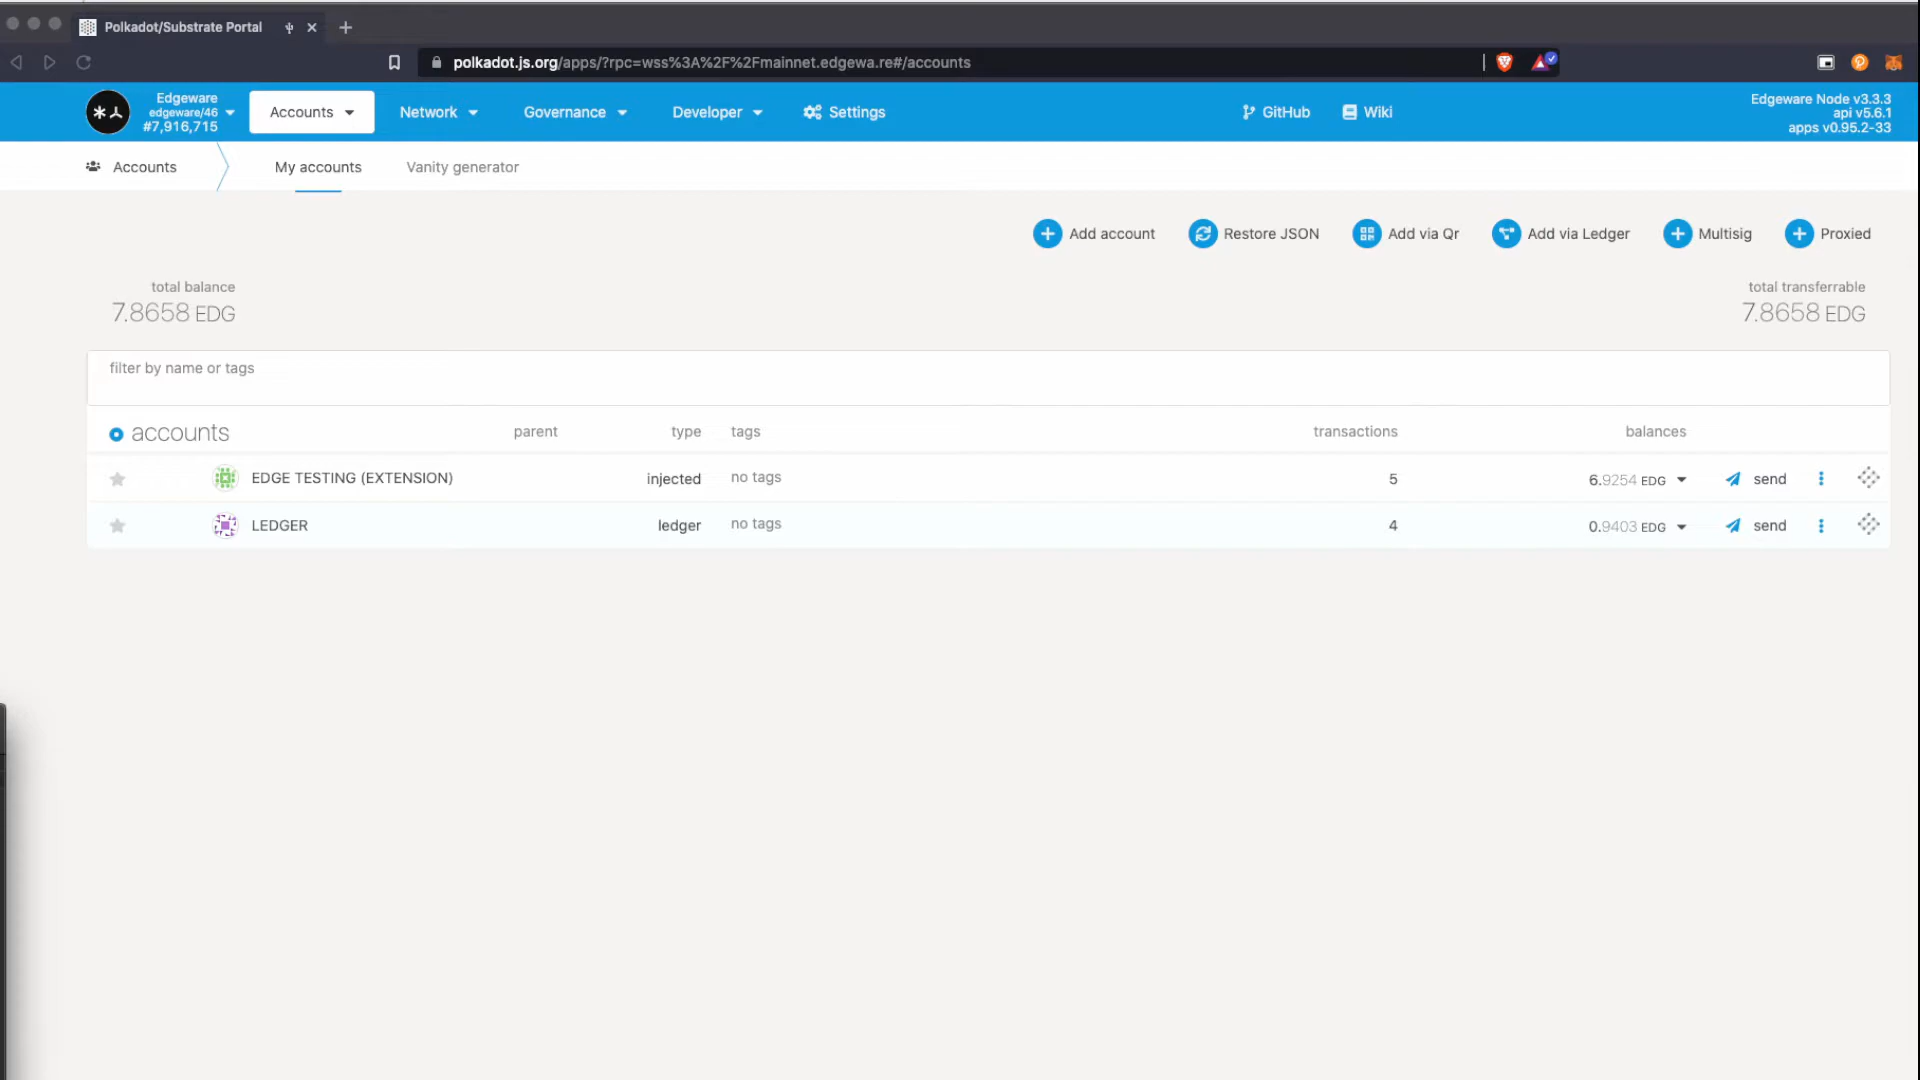 Polkadot/Substrate Portal
polkadot.js.org/apps/?rpc=wss%3A%2F%2Fmainnet.edgewa.re#/accounts
Edgeware
edgeware/46
#7,916,715
Accounts
Network
Governance
Developer
Settings
GitHub
Wiki
Edgeware Node v3.3.3
api v5.6.1
apps v0.95.2-33
Accounts
My accounts
Vanity generator
Add account
Restore JSON
Add via Qr
Add via Ledger
Multisig
Proxied
total balance
7.8658 EDG
total transferrable
7.8658 EDG
filter by name or tags
accounts parent type tags transactions balances
EDGE TESTING (EXTENSION) injected no tags 5 6.9254 EDG send
LEDGER ledger no tags 4 0.9403 EDG send